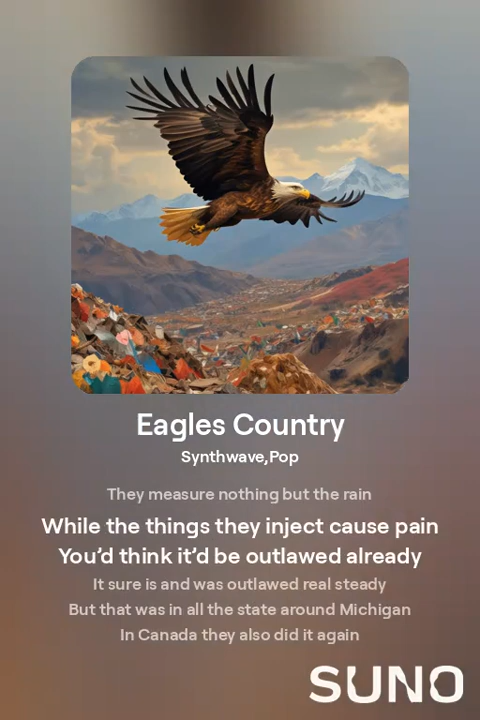 Eagles Country
Synthwave,Pop
They measure nothing but the rain
While the things they inject cause pain
You'd think it'd be outlawed already
It sure is and was outlawed real steady
But that was in all the state around Michigan
In Canada they also did it again
SUNO